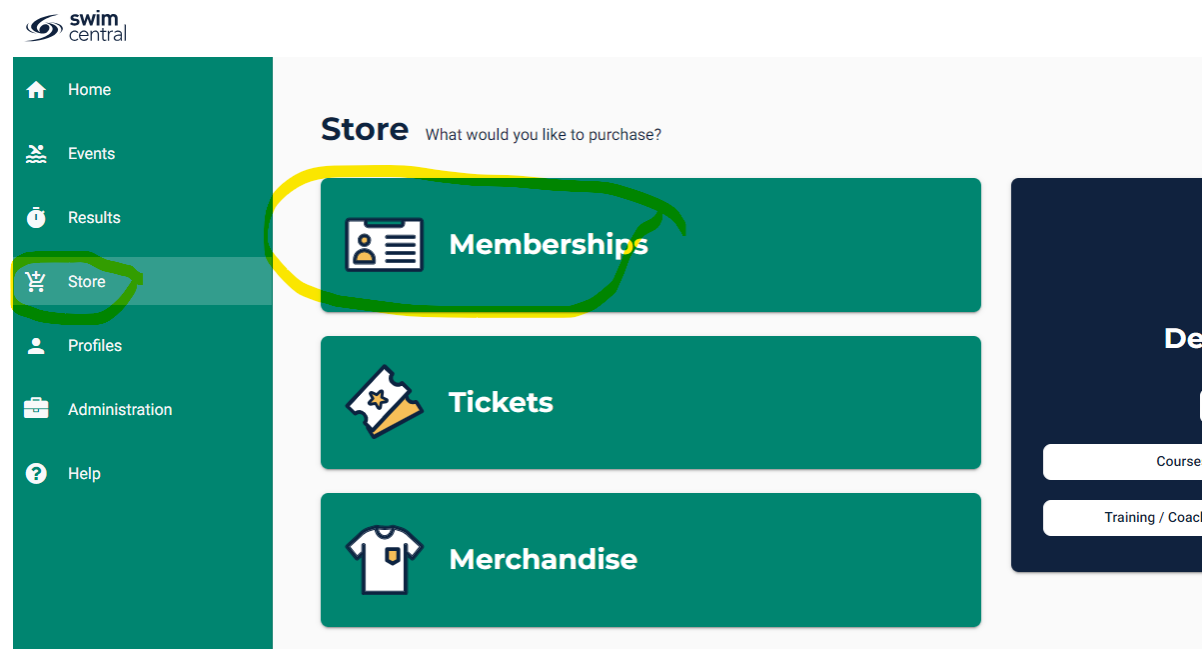 swim
central
Home
Events
Results
Store
Profiles
Administration
Help
Store What would you like to purchase?
Memberships
Tickets
Merchandise